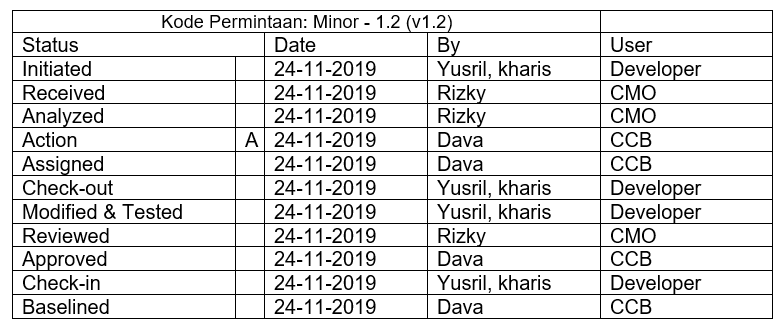 Kode Permintaan: Minor - 1.2 (v1.2)
Status Date By User
Initiated 24-11-2019 Yusril, kharis Developer
Received 24-11-2019 Rizky CMO
Analyzed 24-11-2019 Rizky CMO
Action A 24-11-2019 Dava CCB
Assigned 24-11-2019 Dava CCB
Check-out 24-11-2019 Yusril, kharis Developer
Modified & Tested 24-11-2019 Yusril, kharis Developer
Reviewed 24-11-2019 Rizky CMO
Approved 24-11-2019 Dava CCB
Check-in 24-11-2019 Yusril, kharis Developer
Baselined 24-11-2019 Dava CCB